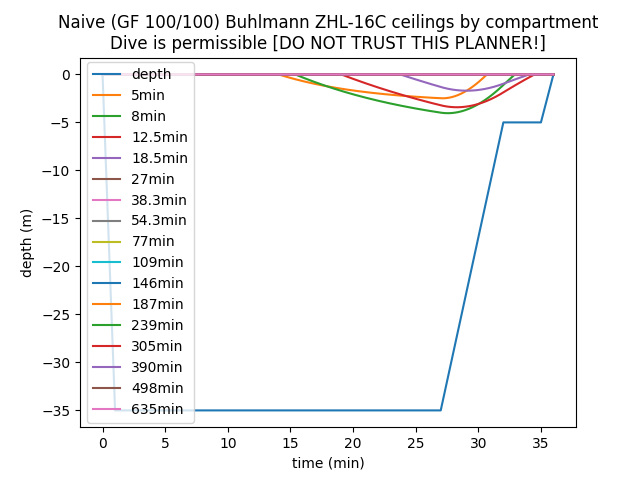 Naive (GF 100/100) Buhlmann ZHL-16C ceilings by compartment
Dive is permissible [DO NOT TRUST THIS PLANNER!]
depth
5min
8min
12.5min
18.5min
27min
38.3min
54.3min
77min
109min
146min
187min
239min
305min
390min
498min
635min
0
−5
−10
−15
−20
−25
−30
−35
depth (m)
0 5 10 15 20 25 30 35
time (min)